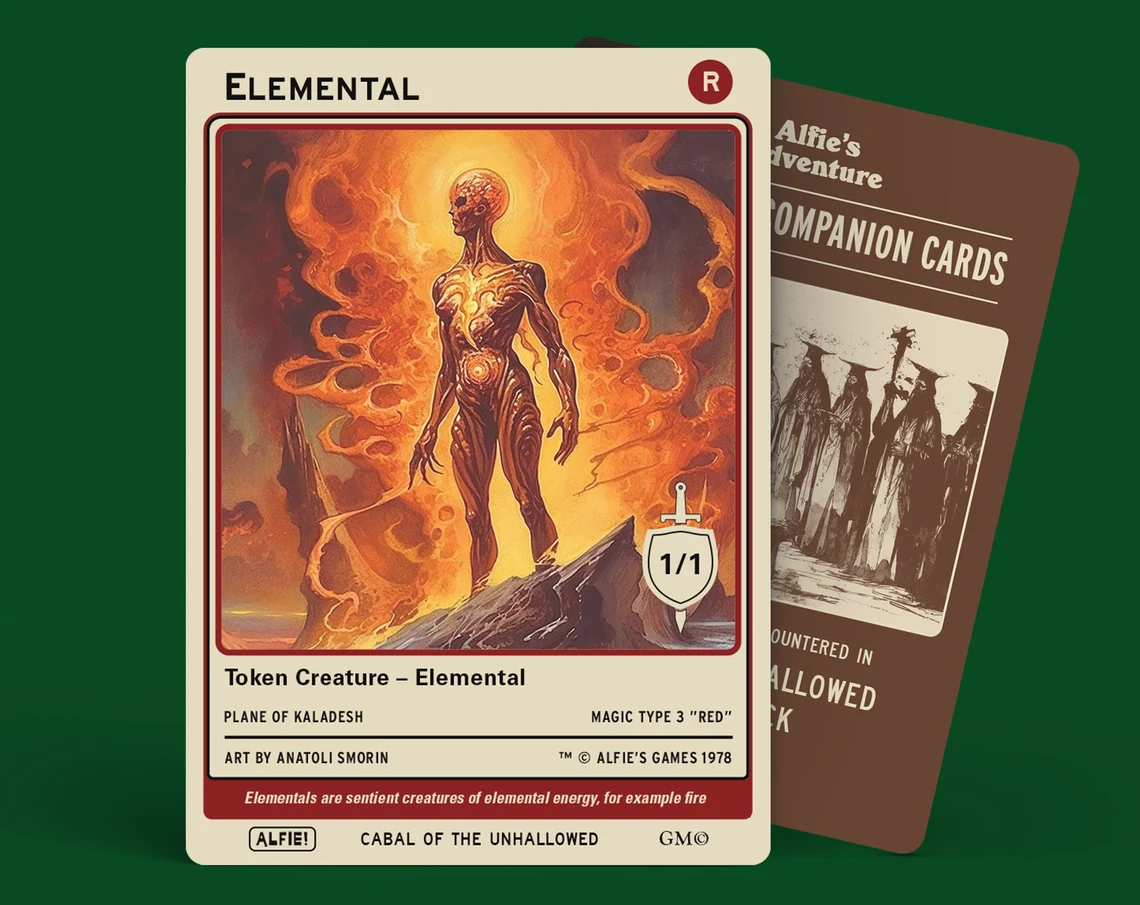 ELEMENTAL
R
1/1
Token Creature – Elemental
PLANE OF KALADESH
MAGIC TYPE 3 "RED"
ART BY ANATOLI SMORIN
™ © ALFIE'S GAMES 1978
Elementals are sentient creatures of elemental energy, for example fire
ALFIE!
CABAL OF THE UNHALLOWED
GM©
Alfie's
dventure
OMPANION CARDS
OUNTERED IN
ALLOWED
CK